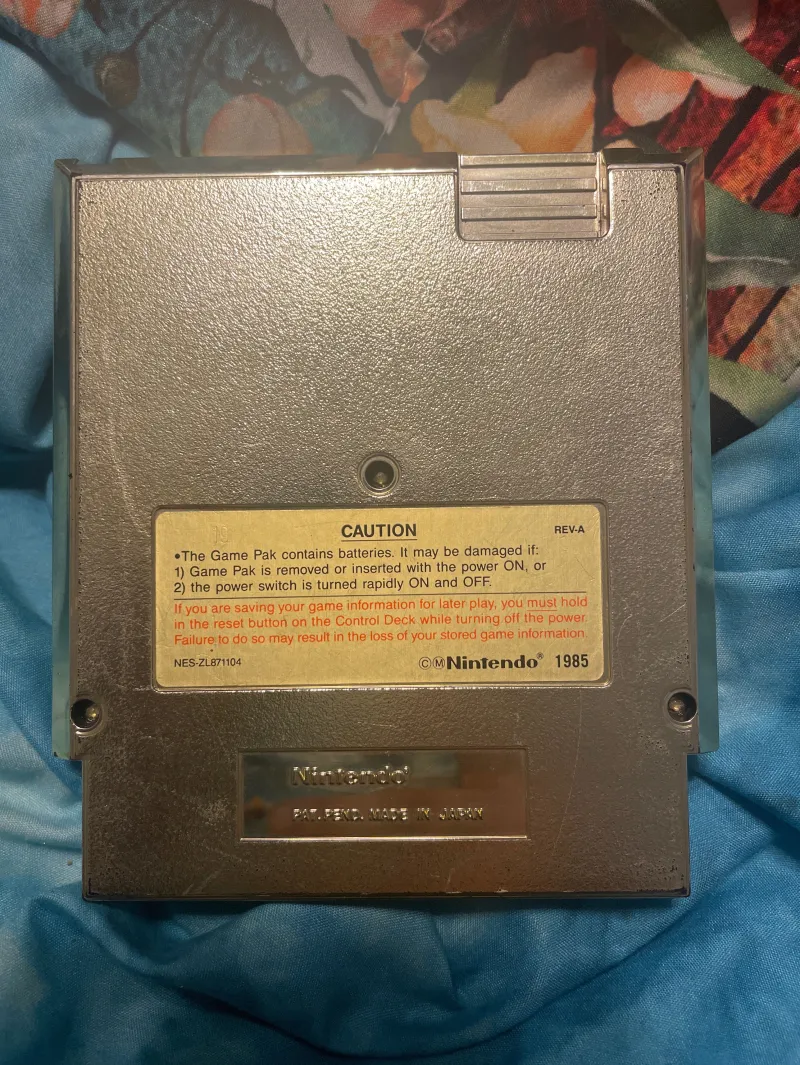 CAUTION
REV-A
•The Game Pak contains batteries. It may be damaged if:
1) Game Pak is removed or inserted with the power ON, or
2) the power switch is turned rapidly ON and OFF.
If you are saving your game information for later play, you must hold
in the reset button on the Control Deck while turning off the power.
Failure to do so may result in the loss of your stored game information.
NES-ZL871104
©Ⓜ Nintendo® 1985
Nintendo®
PAT.PEND. MADE IN JAPAN